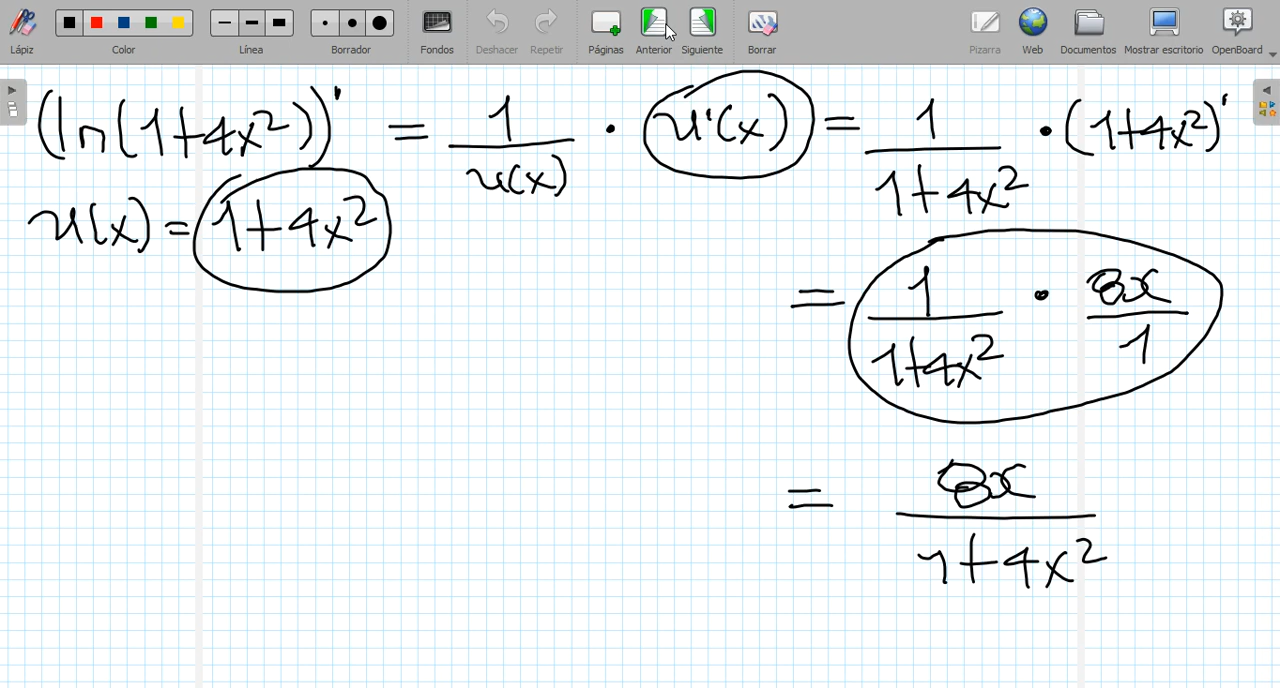 Lápiz Color Línea Borrador Fondos Deshacer Repetir Páginas Anterior Siguiente Borrar Pizarra Web Documentos Mostrar escritorio OpenBoard
(ln(1+4x²))' = 1/u(x) · u'(x) = 1/(1+4x²) · (1+4x²)'
u(x) = 1+4x²
= 1/(1+4x²) · 8x/1
= 8x/(1+4x²)